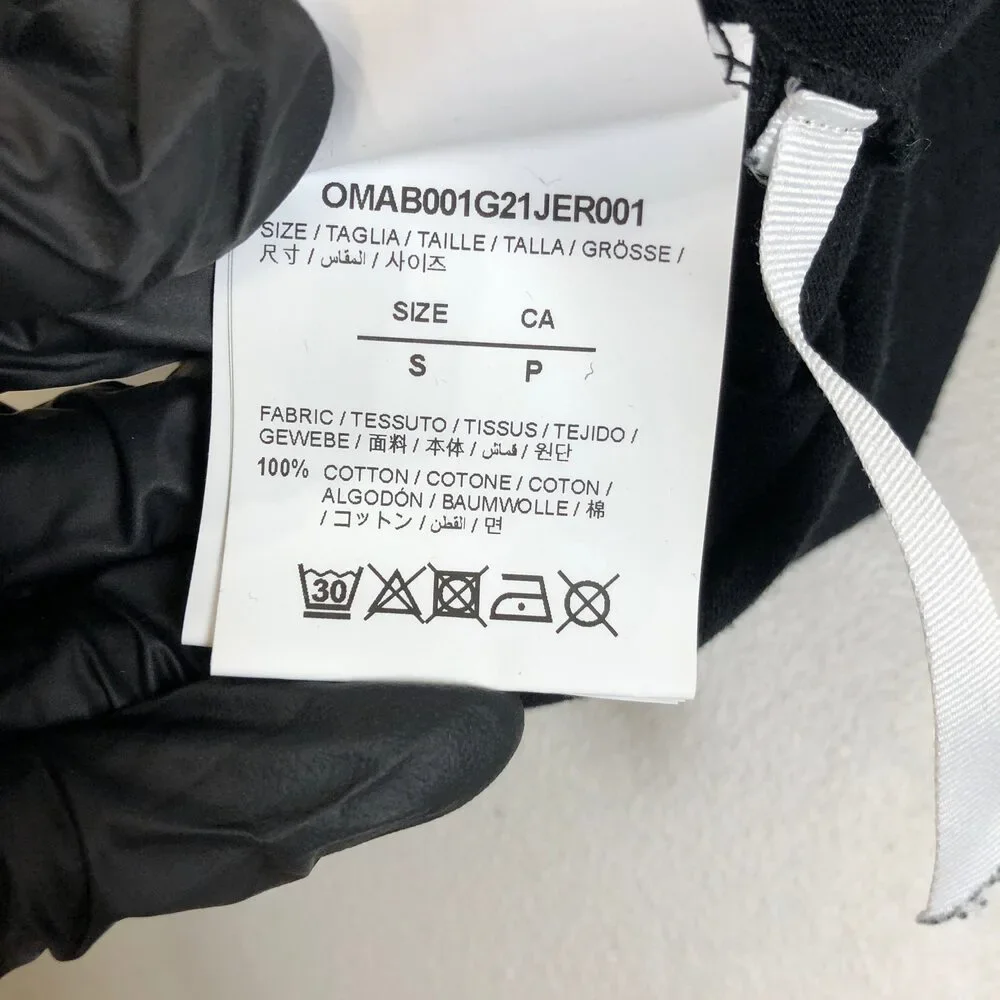 OMAB001G21JER001
SIZE / TAGLIA / TAILLE / TALLA / GRÖSSE /
尺寸 / المقاس / 사이즈
SIZE CA
S P
FABRIC / TESSUTO / TISSUS / TEJIDO /
GEWEBE / 面料 / 本体 / قماش / 원단
100% COTTON / COTONE / COTON /
ALGODÓN / BAUMWOLLE / 棉
/ コットン / القطن / 면
30